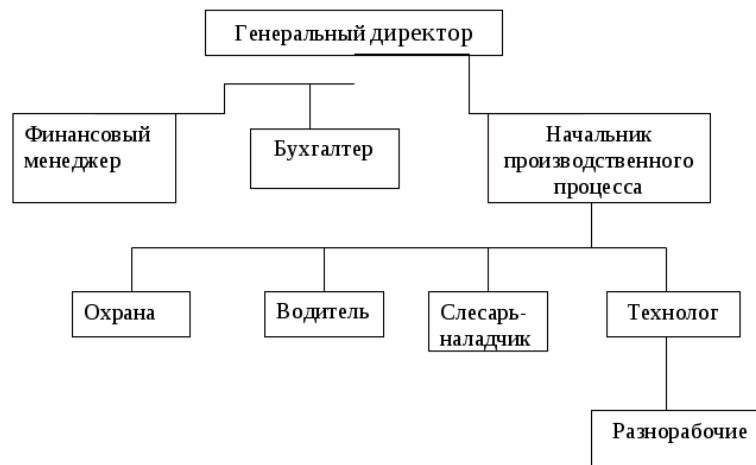 Генеральный директор
Финансовый
менеджер
Бухгалтер
Начальник
производственного
процесса
Охрана
Водитель
Слесарь-
наладчик
Технолог
Разнорабочие